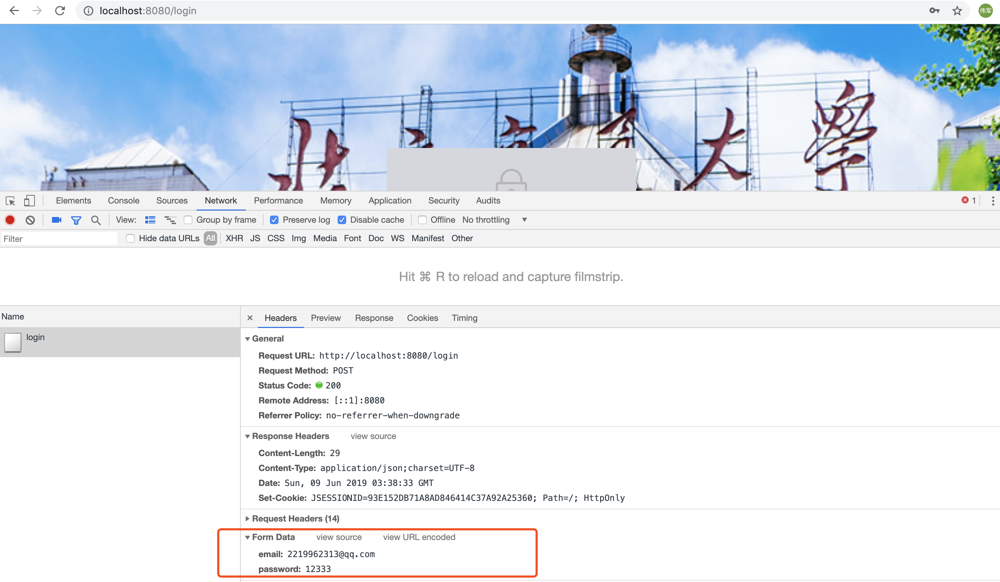 localhost:8080/login
伟军
大學
Elements Console Sources Network Performance Memory Application Security Audits 1
View: Group by frame Preserve log Disable cache Offline No throttling
Filter Hide data URLs All XHR JS CSS Img Media Font Doc WS Manifest Other
Hit ⌘ R to reload and capture filmstrip.
Name
login
Headers Preview Response Cookies Timing
General
Request URL: http://localhost:8080/login
Request Method: POST
Status Code: 200
Remote Address: [::1]:8080
Referrer Policy: no-referrer-when-downgrade
Response Headers view source
Content-Length: 29
Content-Type: application/json;charset=UTF-8
Date: Sun, 09 Jun 2019 03:38:33 GMT
Set-Cookie: JSESSIONID=93E152DB71A8AD846414C37A92A25360; Path=/; HttpOnly
Request Headers (14)
Form Data view source view URL encoded
email: 2219962313@qq.com
password: 12333